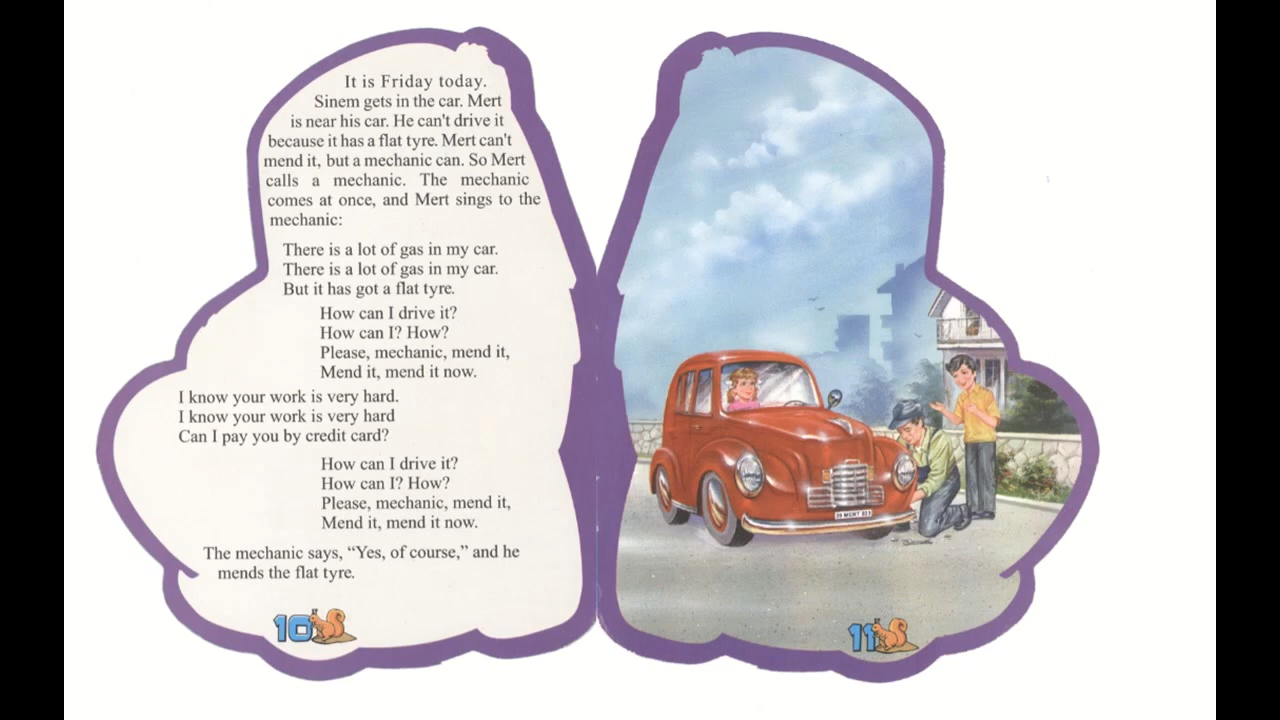 It is Friday today.
Sinem gets in the car. Mert
is near his car. He can't drive it
because it has a flat tyre. Mert can't
mend it, but a mechanic can. So Mert
calls a mechanic. The mechanic
comes at once, and Mert sings to the
mechanic:
There is a lot of gas in my car.
There is a lot of gas in my car.
But it has got a flat tyre.
How can I drive it?
How can I? How?
Please, mechanic, mend it,
Mend it, mend it now.
I know your work is very hard.
I know your work is very hard
Can I pay you by credit card?
How can I drive it?
How can I? How?
Please, mechanic, mend it,
Mend it, mend it now.
The mechanic says, “Yes, of course,” and he
mends the flat tyre.
10
MERT
11